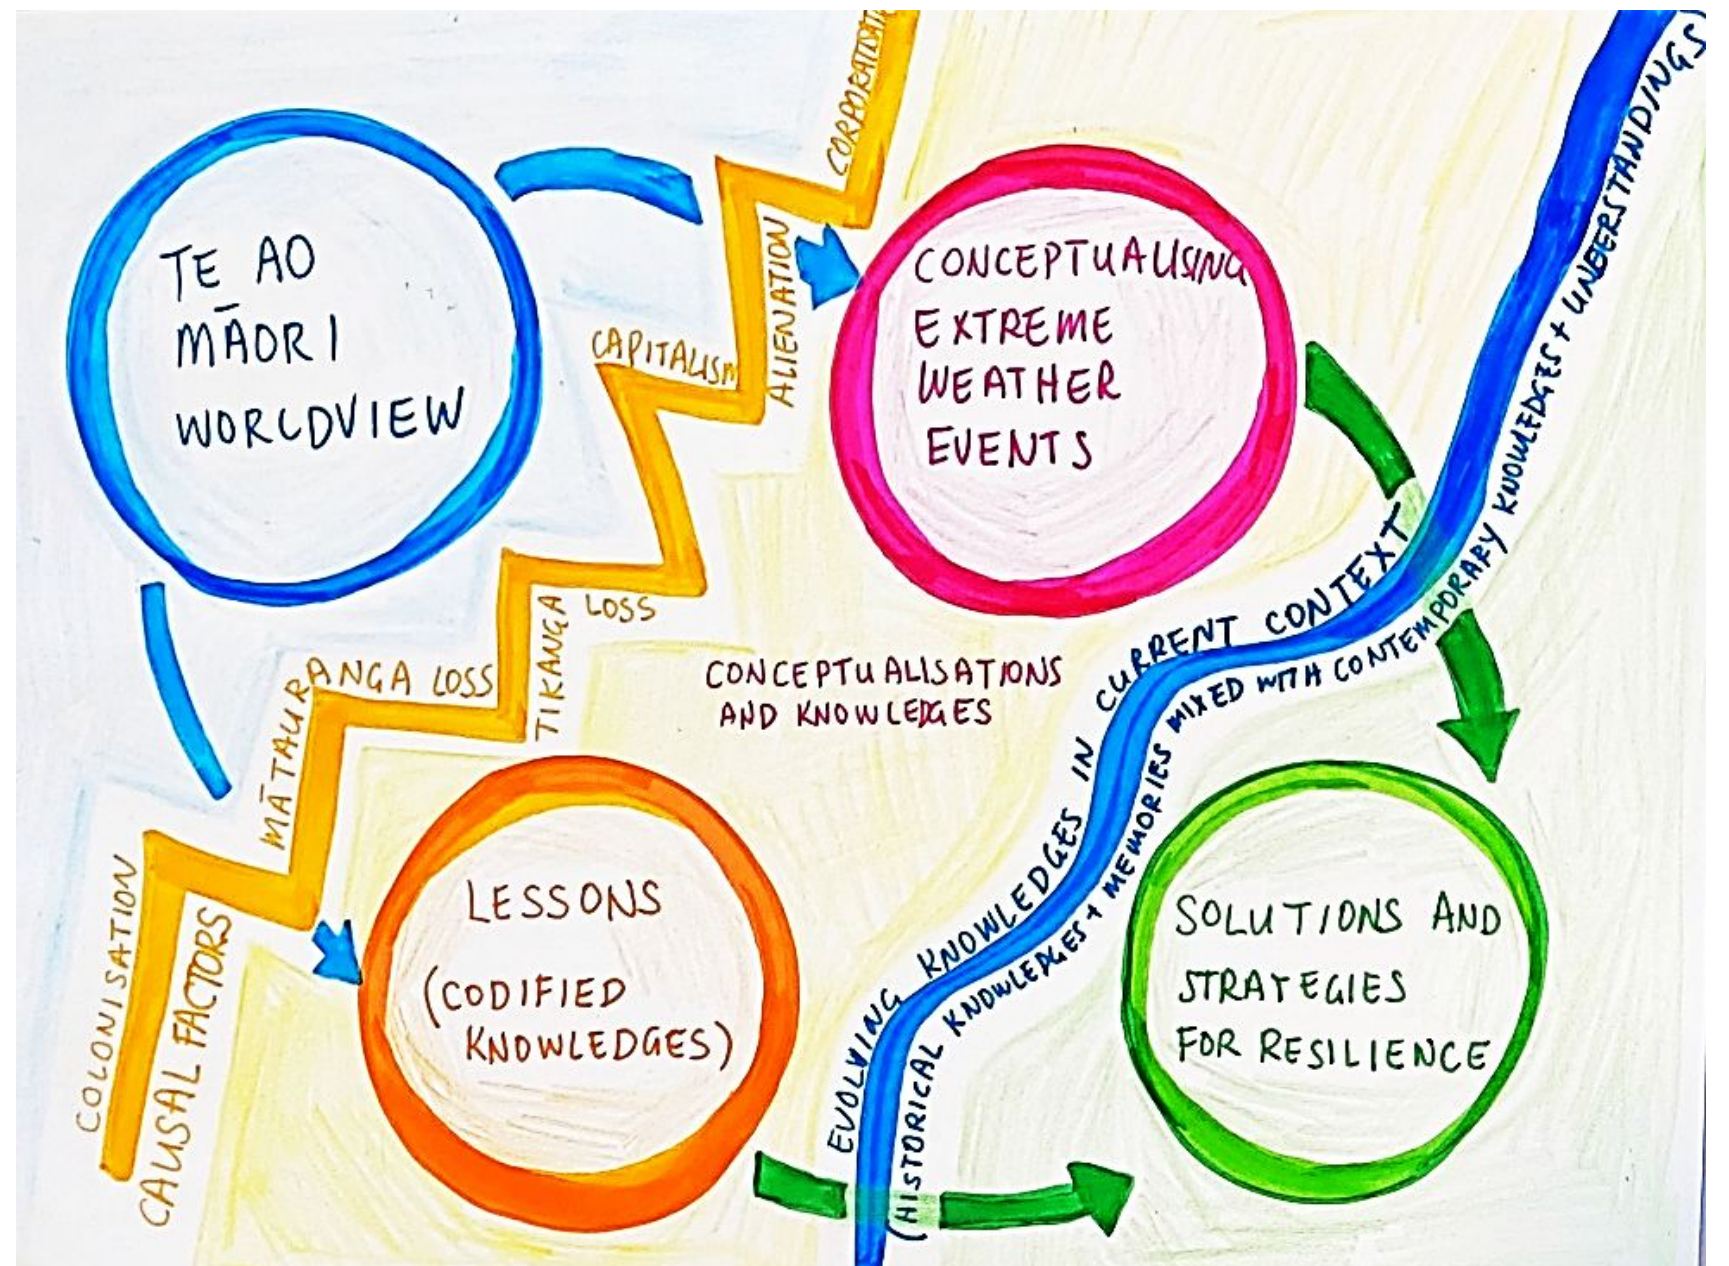 TE AO
MĀORI
WORLDVIEW
CONCEPTUALISING
EXTREME
WEATHER
EVENTS
ALIENATION
CAPITALISM
TIKANGA LOSS
MĀTAURANGA LOSS
COLONISATION
CAUSAL FACTORS
CONCEPTUALISATIONS
AND KNOWLEDGES
LESSONS
(CODIFIED
KNOWLEDGES)
EVOLVING KNOWLEDGES IN CURRENT CONTEXT
(HISTORICAL KNOWLEDGES + MEMORIES MIXED WITH CONTEMPORARY KNOWLEDGES + UNDERSTANDINGS)
SOLUTIONS AND
STRATEGIES
FOR RESILIENCE